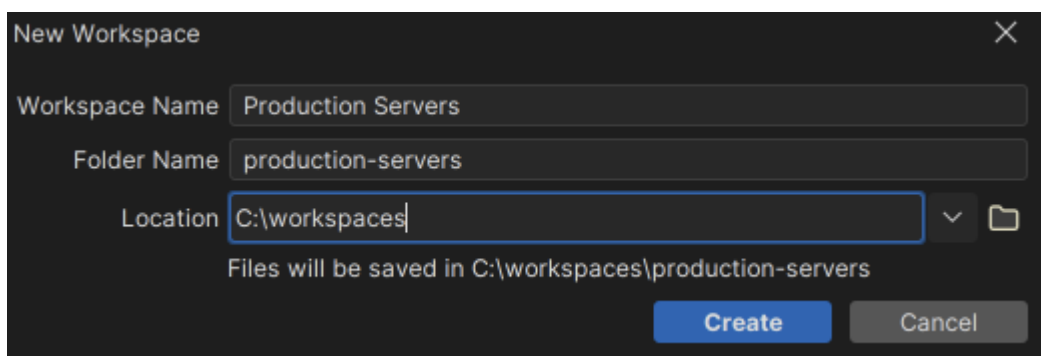 New Workspace
Workspace Name Production Servers
Folder Name production-servers
Location C:\workspaces
Files will be saved in C:\workspaces\production-servers
Create Cancel